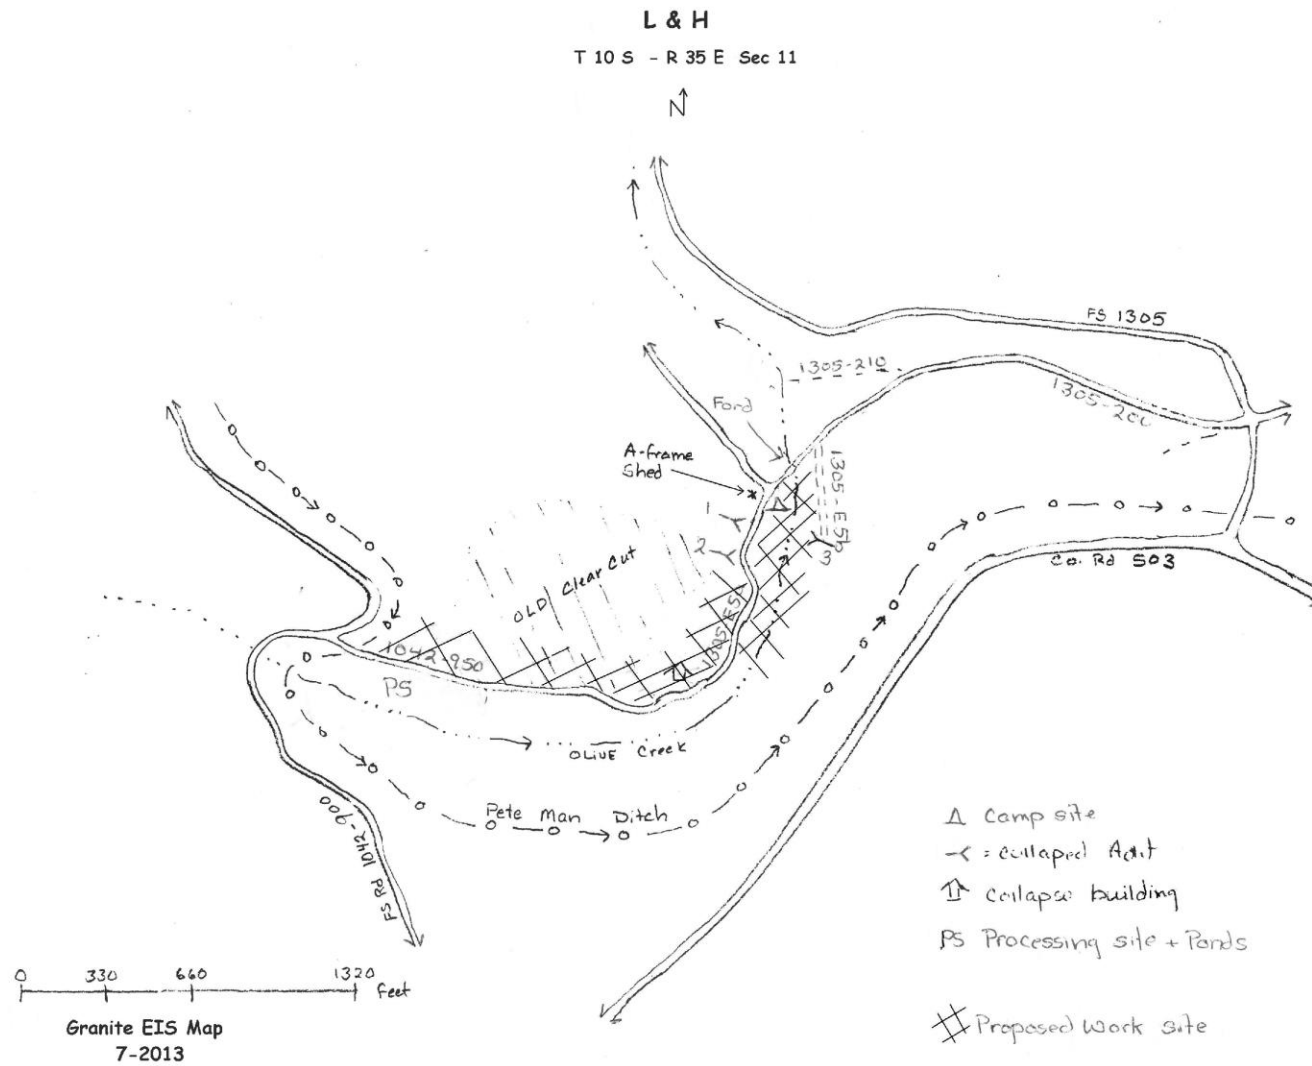 L & H
T 10 S - R 35 E Sec 11
N
FS 1305
1305-210
1305-200
Ford
A-frame
Shed
1
2
1305-E5b
3
OLD Clear Cut
1305-E5
1042-950
PS
OLIVE Creek
Co. Rd 503
Pete Man Ditch
FS Rd 1042-900
Δ Camp site
= collaped Adit
Collapse building
PS Processing site + Ponds
Proposed Work site
0 330 660 1320
feet
Granite EIS Map
7-2013